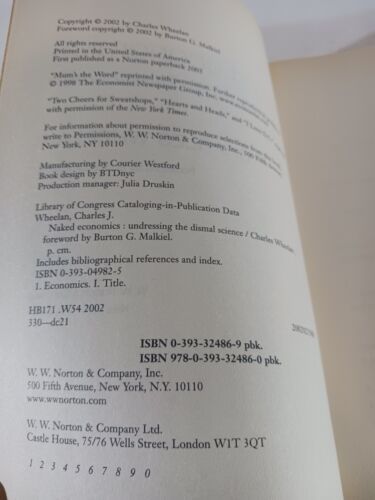 Copyright © 2002 by Charles Wheelan
Foreword copyright © 2002 by Burton G. Malkiel
All rights reserved
Printed in the United States of America
First published as a Norton paperback 2003
"Mum's the Word" reprinted with permission. Further
© 1998 The Economist Newspaper Group, Inc.
"Two Cheers for Sweatshops," "Hearts and Heads," and
with permission of the New York Times.
For information about permission to reproduce selections from
write to Permissions, W. W. Norton & Company, Inc., 500 Fifth Avenue,
New York, NY 10110
Manufacturing by Courier Westford
Book design by BTDnyc
Production manager: Julia Druskin
Library of Congress Cataloging-in-Publication Data
Wheelan, Charles J.
Naked economics : undressing the dismal science / Charles Wheelan;
foreword by Burton G. Malkiel.
p. cm.
Includes bibliographical references and index.
ISBN 0-393-04982-5
1. Economics. I. Title.
HB171 .W54 2002
330—dc21
ISBN 0-393-32486-9 pbk.
ISBN 978-0-393-32486-0 pbk.
W. W. Norton & Company, Inc.
500 Fifth Avenue, New York, N.Y. 10110
www.wwnorton.com
W. W. Norton & Company Ltd.
Castle House, 75/76 Wells Street, London W1T 3QT
1 2 3 4 5 6 7 8 9 0